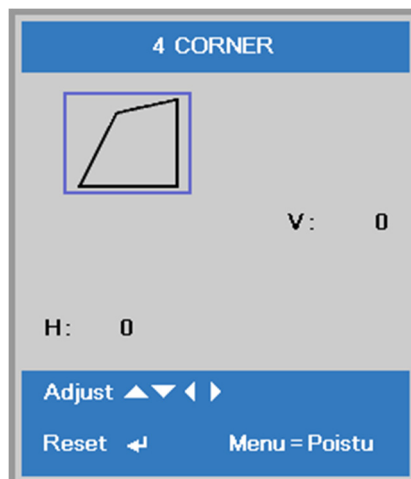 4 CORNER
V: 0
H: 0
Adjust ▲▼◀▶
Reset ↵ Menu = Poistu